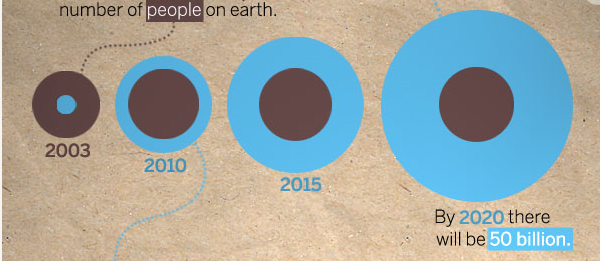 number of people on earth.
2003
2010
2015
By 2020 there
will be 50 billion.